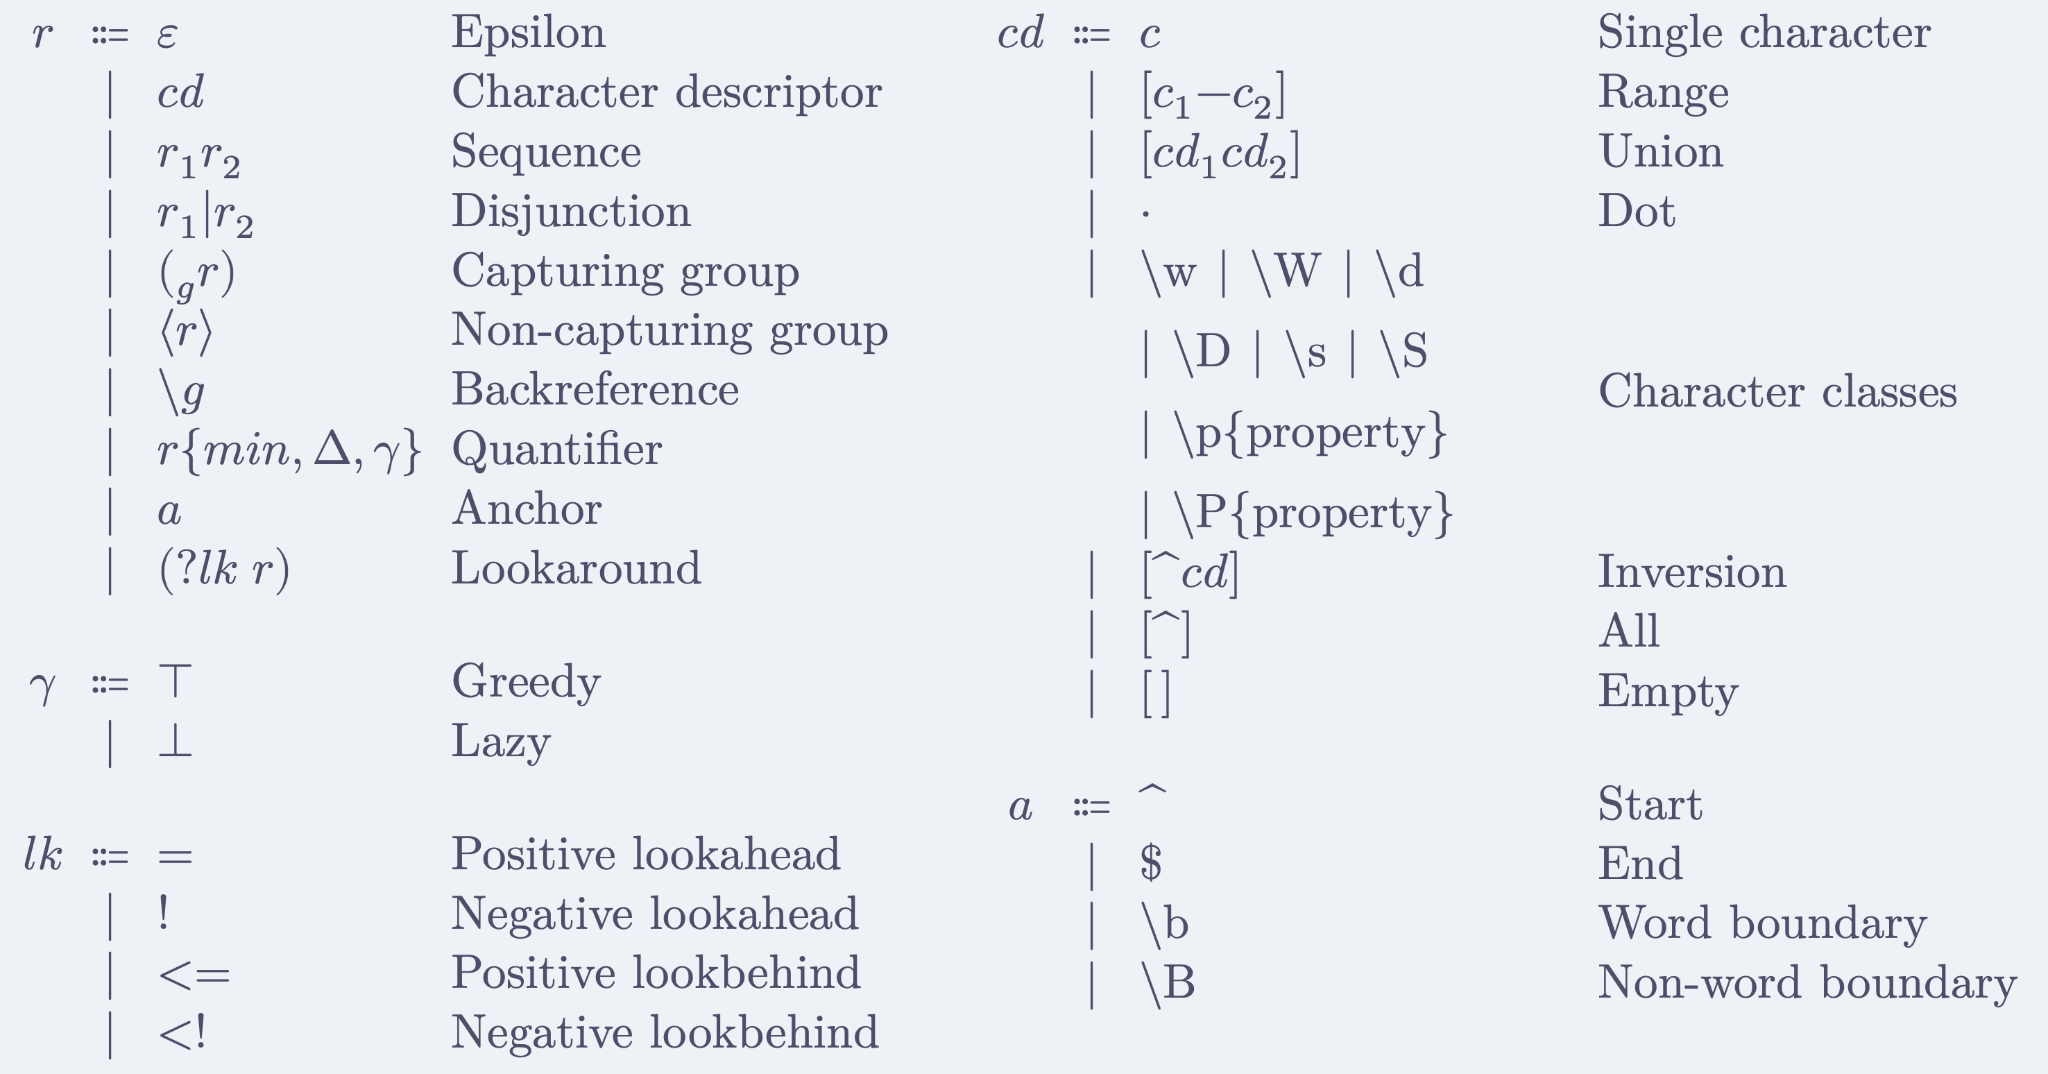 r ::= ε Epsilon
| cd Character descriptor
| r₁r₂ Sequence
| r₁|r₂ Disjunction
| (gr) Capturing group
| ⟨r⟩ Non-capturing group
| \g Backreference
| r{min, Δ, γ} Quantifier
| a Anchor
| (?lk r) Lookaround
γ ::= ⊤ Greedy
| ⊥ Lazy
lk ::= = Positive lookahead
| ! Negative lookahead
| <= Positive lookbehind
| <! Negative lookbehind
cd ::= c Single character
| [c₁−c₂] Range
| [cd₁cd₂] Union
| · Dot
| \w | \W | \d
| \D | \s | \S
Character classes
| \p{property}
| \P{property}
| [^cd] Inversion
| [^] All
| [] Empty
a ::= ^ Start
| $ End
| \b Word boundary
| \B Non-word boundary